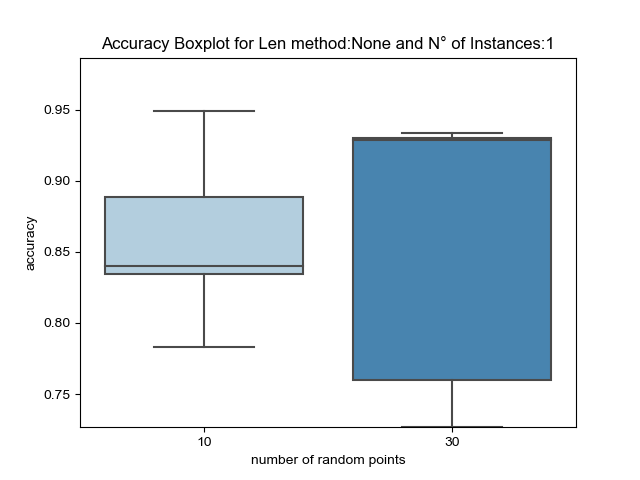 Accuracy Boxplot for Len method:None and N° of Instances:1
0.95
0.90
0.85
0.80
0.75
accuracy
10
30
number of random points